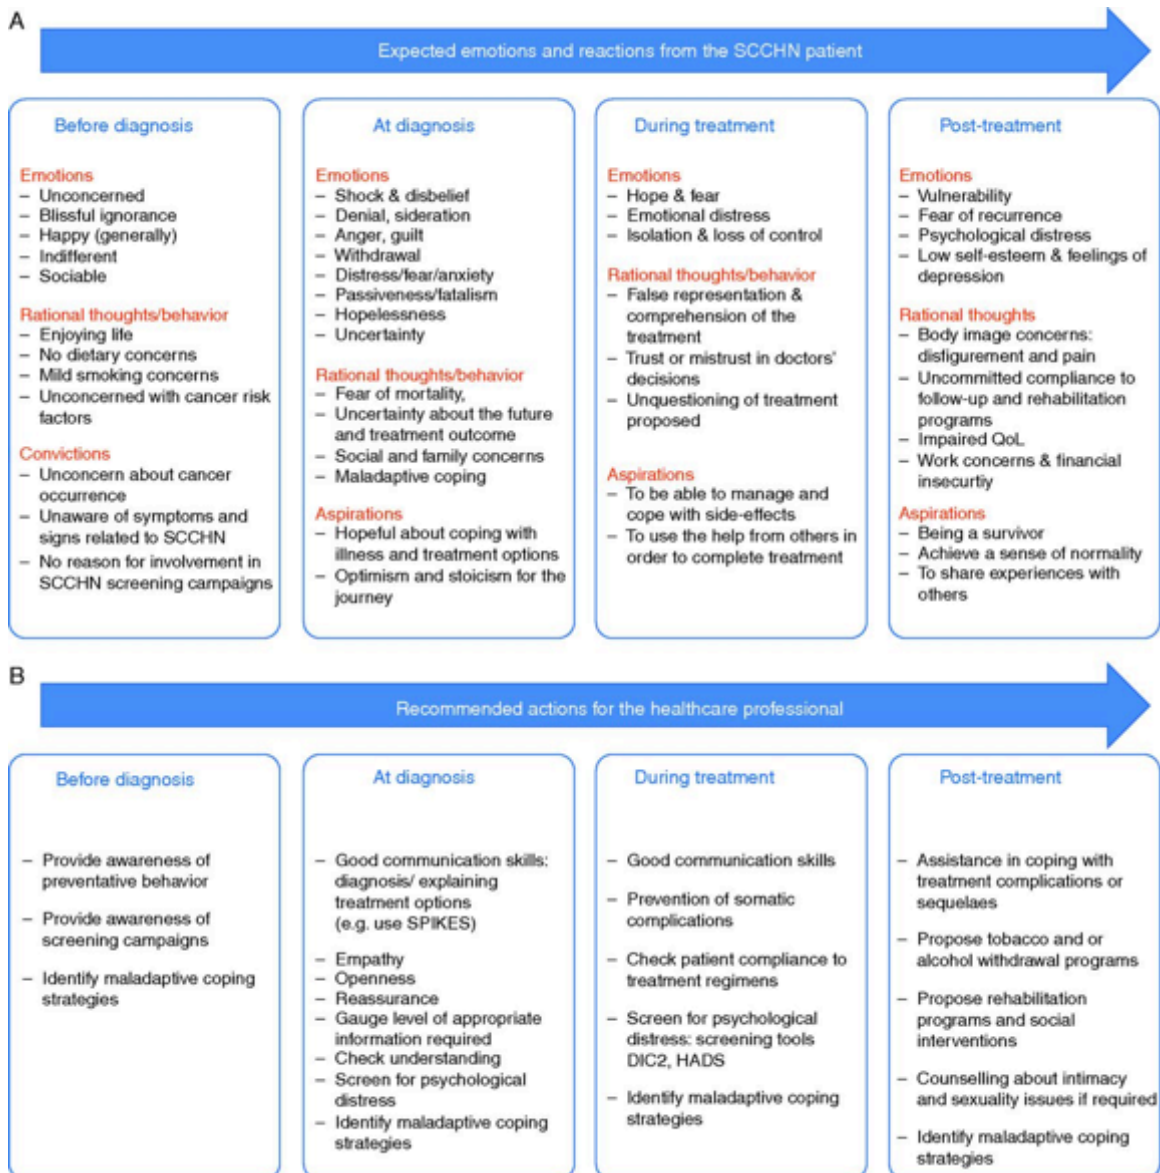 A
Expected emotions and reactions from the SCCHN patient
Before diagnosis
Emotions
– Unconcerned
– Blissful ignorance
– Happy (generally)
– Indifferent
– Sociable
Rational thoughts/behavior
– Enjoying life
– No dietary concerns
– Mild smoking concerns
– Unconcerned with cancer risk
factors
Convictions
– Unconcern about cancer
occurrence
– Unaware of symptoms and
signs related to SCCHN
– No reason for involvement in
SCCHN screening campaigns
At diagnosis
Emotions
– Shock & disbelief
– Denial, sideration
– Anger, guilt
– Withdrawal
– Distress/fear/anxiety
– Passiveness/fatalism
– Hopelessness
– Uncertainty
Rational thoughts/behavior
– Fear of mortality,
– Uncertainty about the future
and treatment outcome
– Social and family concerns
– Maladaptive coping
Aspirations
– Hopeful about coping with
illness and treatment options
– Optimism and stoicism for the
journey
During treatment
Emotions
– Hope & fear
– Emotional distress
– Isolation & loss of control
Rational thoughts/behavior
– False representation &
comprehension of the
treatment
– Trust or mistrust in doctors'
decisions
– Unquestioning of treatment
proposed
Aspirations
– To be able to manage and
cope with side-effects
– To use the help from others in
order to complete treatment
Post-treatment
Emotions
– Vulnerability
– Fear of recurrence
– Psychological distress
– Low self-esteem & feelings of
depression
Rational thoughts
– Body image concerns:
disfigurement and pain
– Uncommitted compliance to
follow-up and rehabilitation
programs
– Impaired QoL
– Work concerns & financial
insecurtiy
Aspirations
– Being a survivor
– Achieve a sense of normality
– To share experiences with
others
B
Recommended actions for the healthcare professional
Before diagnosis
– Provide awareness of
preventative behavior
– Provide awareness of
screening campaigns
– Identify maladaptive coping
strategies
At diagnosis
– Good communication skills:
diagnosis/ explaining
treatment options
(e.g. use SPIKES)
– Empathy
– Openness
– Reassurance
– Gauge level of appropriate
information required
– Check understanding
– Screen for psychological
distress
– Identify maladaptive coping
strategies
During treatment
– Good communication skills
– Prevention of somatic
complications
– Check patient compliance to
treatment regimens
– Screen for psychological
distress: screening tools
DIC2, HADS
– Identify maladaptive coping
strategies
Post-treatment
– Assistance in coping with
treatment complications or
sequelaes
– Propose tobacco and or
alcohol withdrawal programs
– Propose rehabilitation
programs and social
interventions
– Counselling about intimacy
and sexuality issues if required
– Identify maladaptive coping
strategies